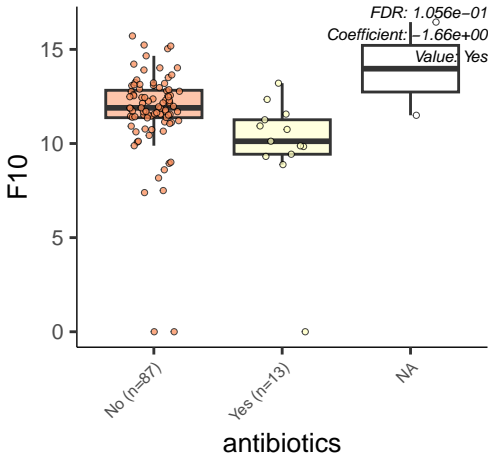 FDR: 1.056e−01
Coefficient: −1.66e+00
Value: Yes
15
10
5
0
F10
No (n=87)
Yes (n=13)
NA
antibiotics